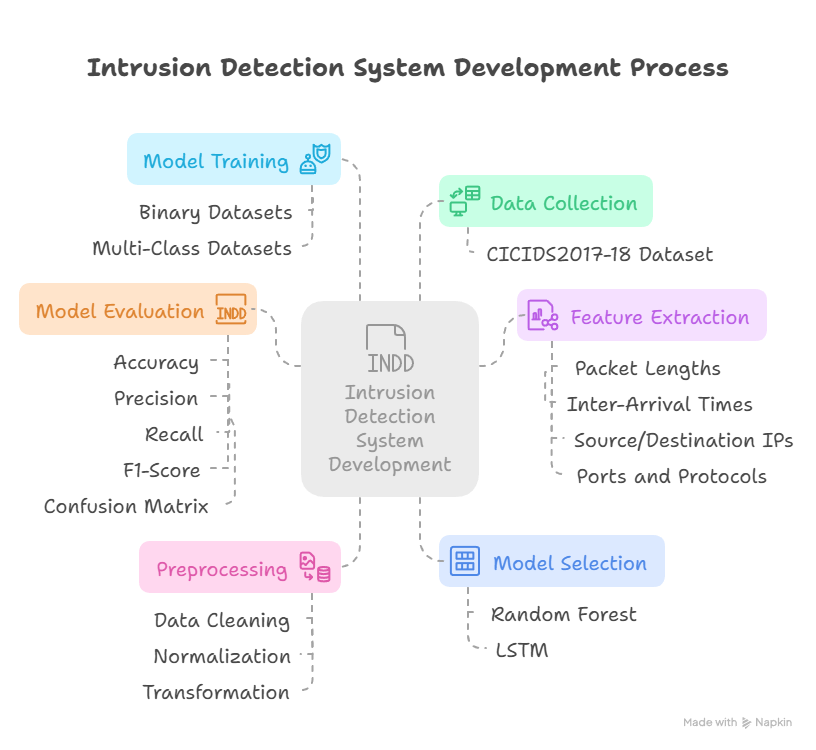 Intrusion Detection System Development Process
Model Training
Binary Datasets
Multi-Class Datasets
Data Collection
CICIDS2017-18 Dataset
Model Evaluation
INDD
Accuracy
Precision
Recall
F1-Score
Confusion Matrix
INDD
Intrusion
Detection
System
Development
Feature Extraction
Packet Lengths
Inter-Arrival Times
Source/Destination IPs
Ports and Protocols
Preprocessing
Data Cleaning
Normalization
Transformation
Model Selection
Random Forest
LSTM
Made with Napkin